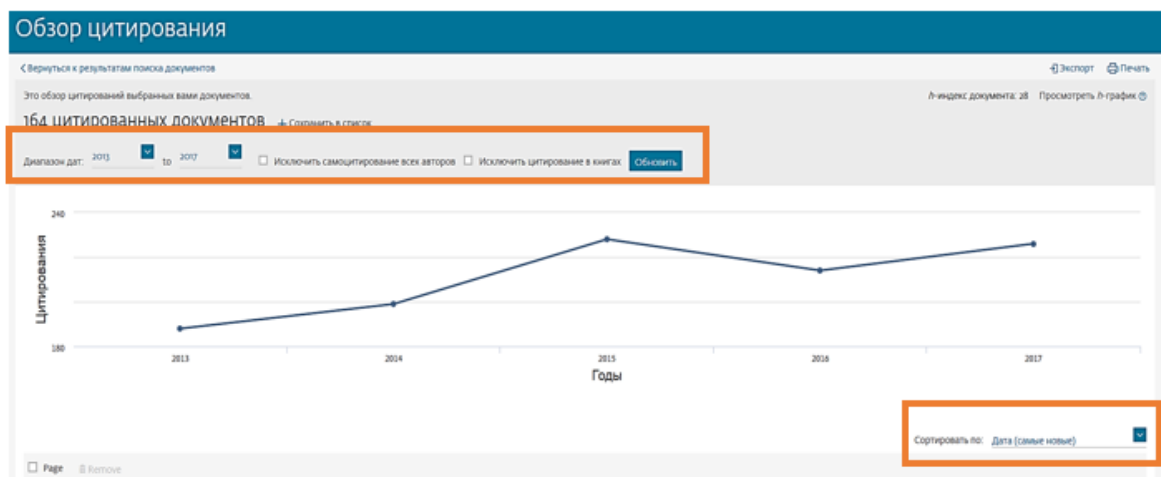 Обзор цитирования
Вернуться к результатам поиска документов
Экспорт Печать
Это обзор цитирований выбранных вами документов.
h-индекс документа: 28 Просмотреть h-график
164 цитированных документов + Сохранить в список
Диапазон дат: 2013 to 2017 Исключить самоцитирование всех авторов Исключить цитирование в книгах Обновить
240
Цитирования
180
2013 2014 2015 2016 2017
Годы
Сортировать по: Дата (самые новые)
Page Remove